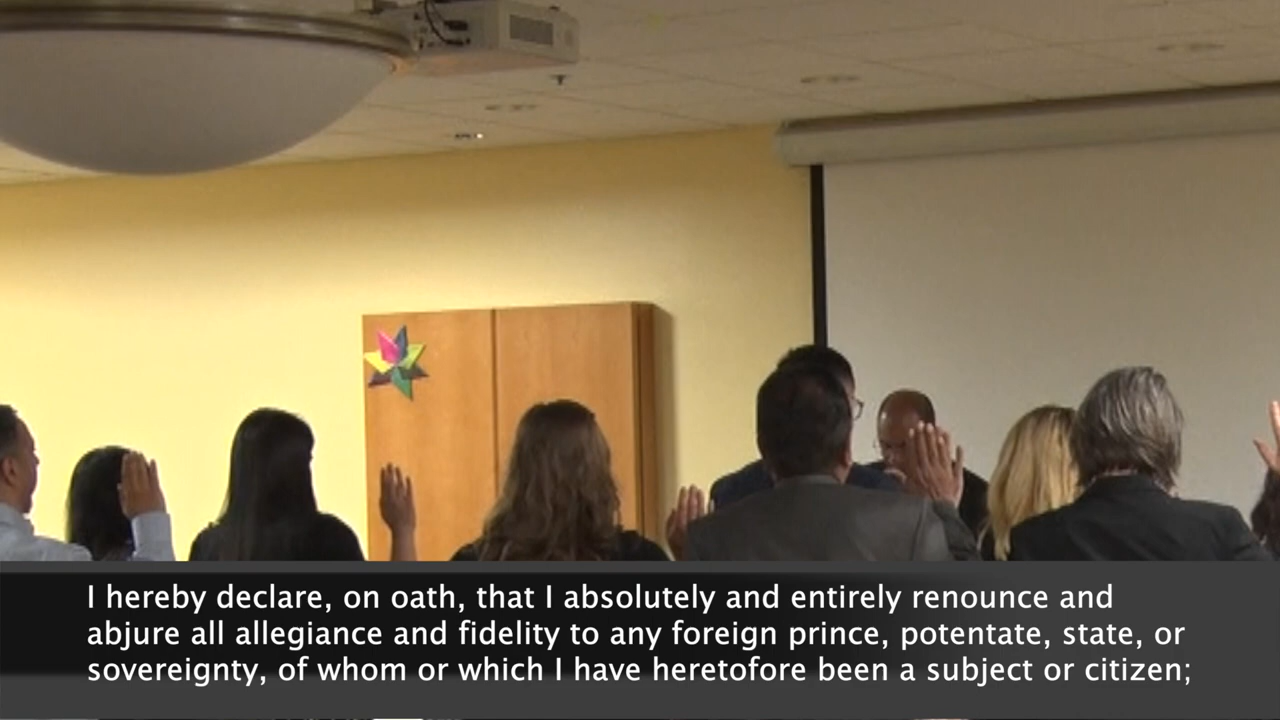 I hereby declare, on oath, that I absolutely and entirely renounce and
abjure all allegiance and fidelity to any foreign prince, potentate, state, or
sovereignty, of whom or which I have heretofore been a subject or citizen;